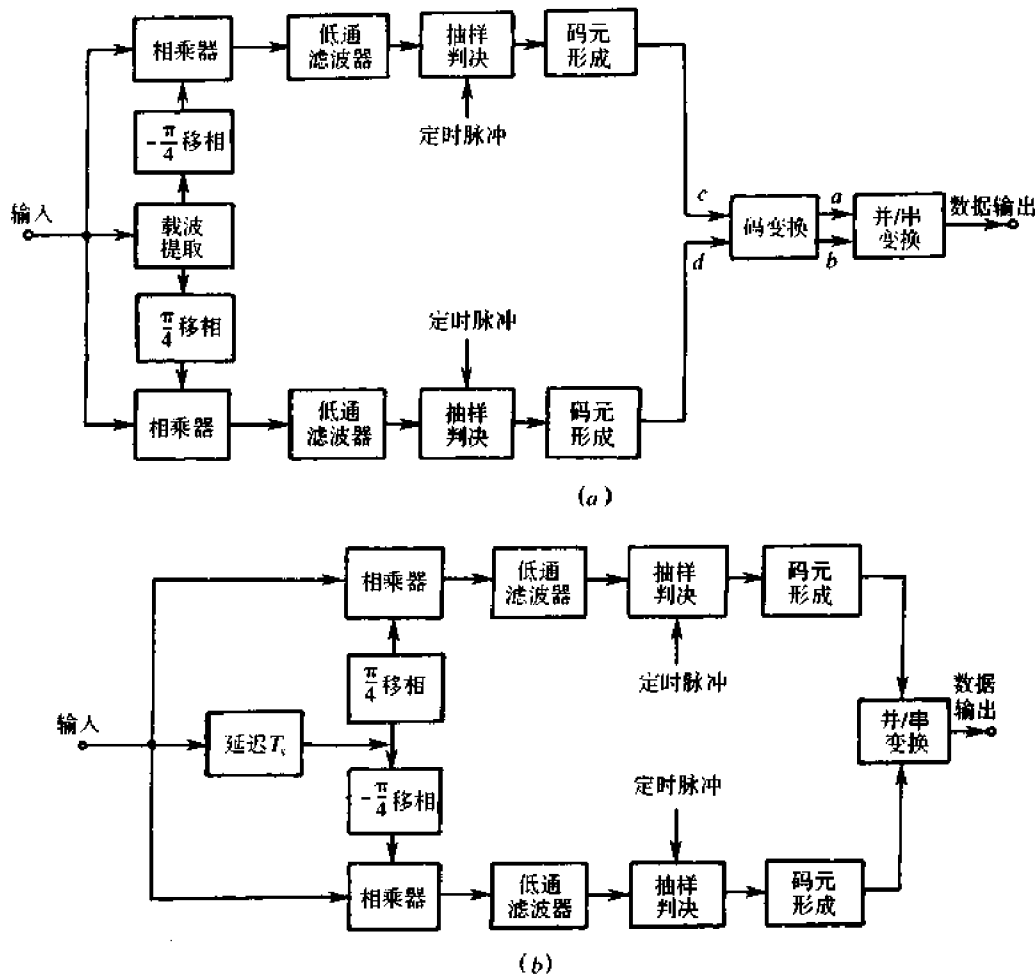 相乘器
低通
滤波器
抽样
判决
码元
形成
定时脉冲
-π/4移相
输入
载波
提取
c
d
码变换
a
b
并/串
变换
数据输出
π/4移相
定时脉冲
相乘器
低通
滤波器
抽样
判决
码元
形成
(a)
相乘器
低通
滤波器
抽样
判决
码元
形成
π/4移相
定时脉冲
输入
延迟Ts
数据
输出
并/串
变换
-π/4移相
定时脉冲
相乘器
低通
滤波器
抽样
判决
码元
形成
(b)